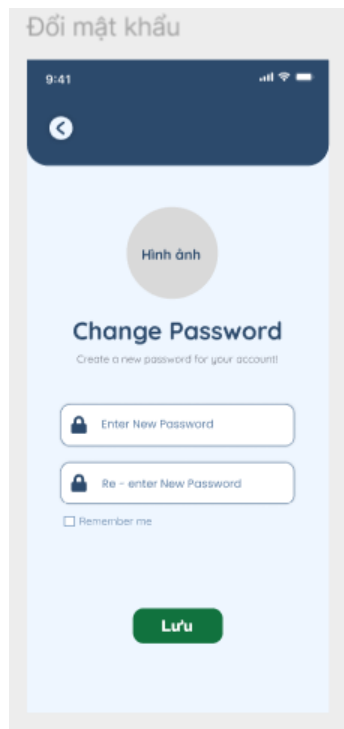 Đổi mật khẩu
9:41
Hình ảnh
Change Password
Create a new password for your account!
Enter New Password
Re - enter New Password
Remember me
Lưu